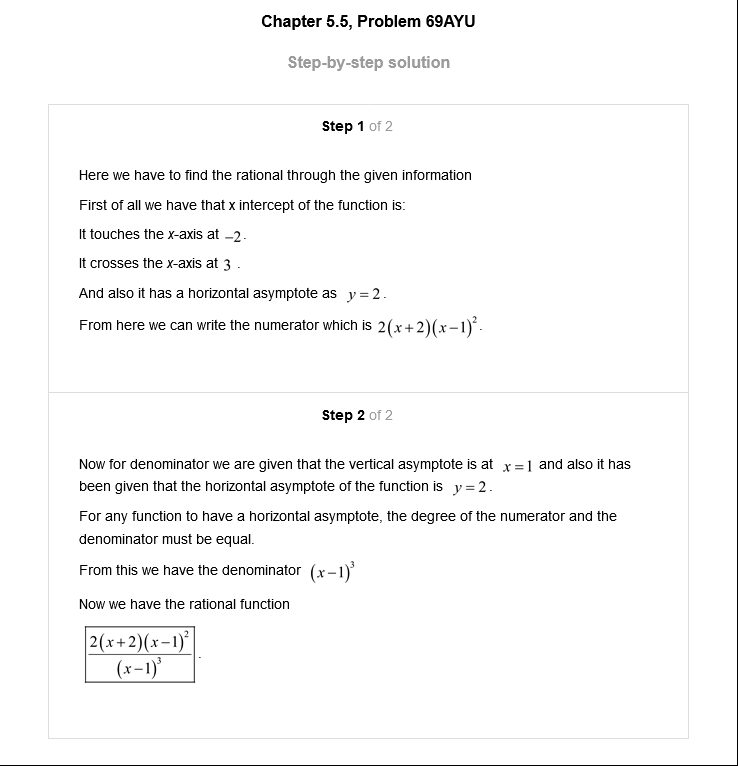 Chapter 5.5, Problem 69AYU
Step-by-step solution
Step 1 of 2
Here we have to find the rational through the given information
First of all we have that x intercept of the function is:
It touches the x-axis at −2.
It crosses the x-axis at 3 .
And also it has a horizontal asymptote as y = 2.
From here we can write the numerator which is 2(x+2)(x−1)².
Step 2 of 2
Now for denominator we are given that the vertical asymptote is at x = 1 and also it has
been given that the horizontal asymptote of the function is y = 2.
For any function to have a horizontal asymptote, the degree of the numerator and the
denominator must be equal.
From this we have the denominator (x−1)³
Now we have the rational function
2(x+2)(x−1)²
(x−1)³ .